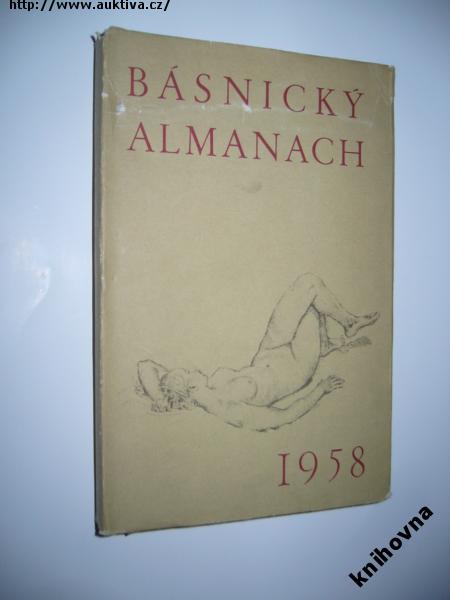 http://www.auktiva.cz/
BÁSNICKÝ
ALMANACH
1958
knihovna